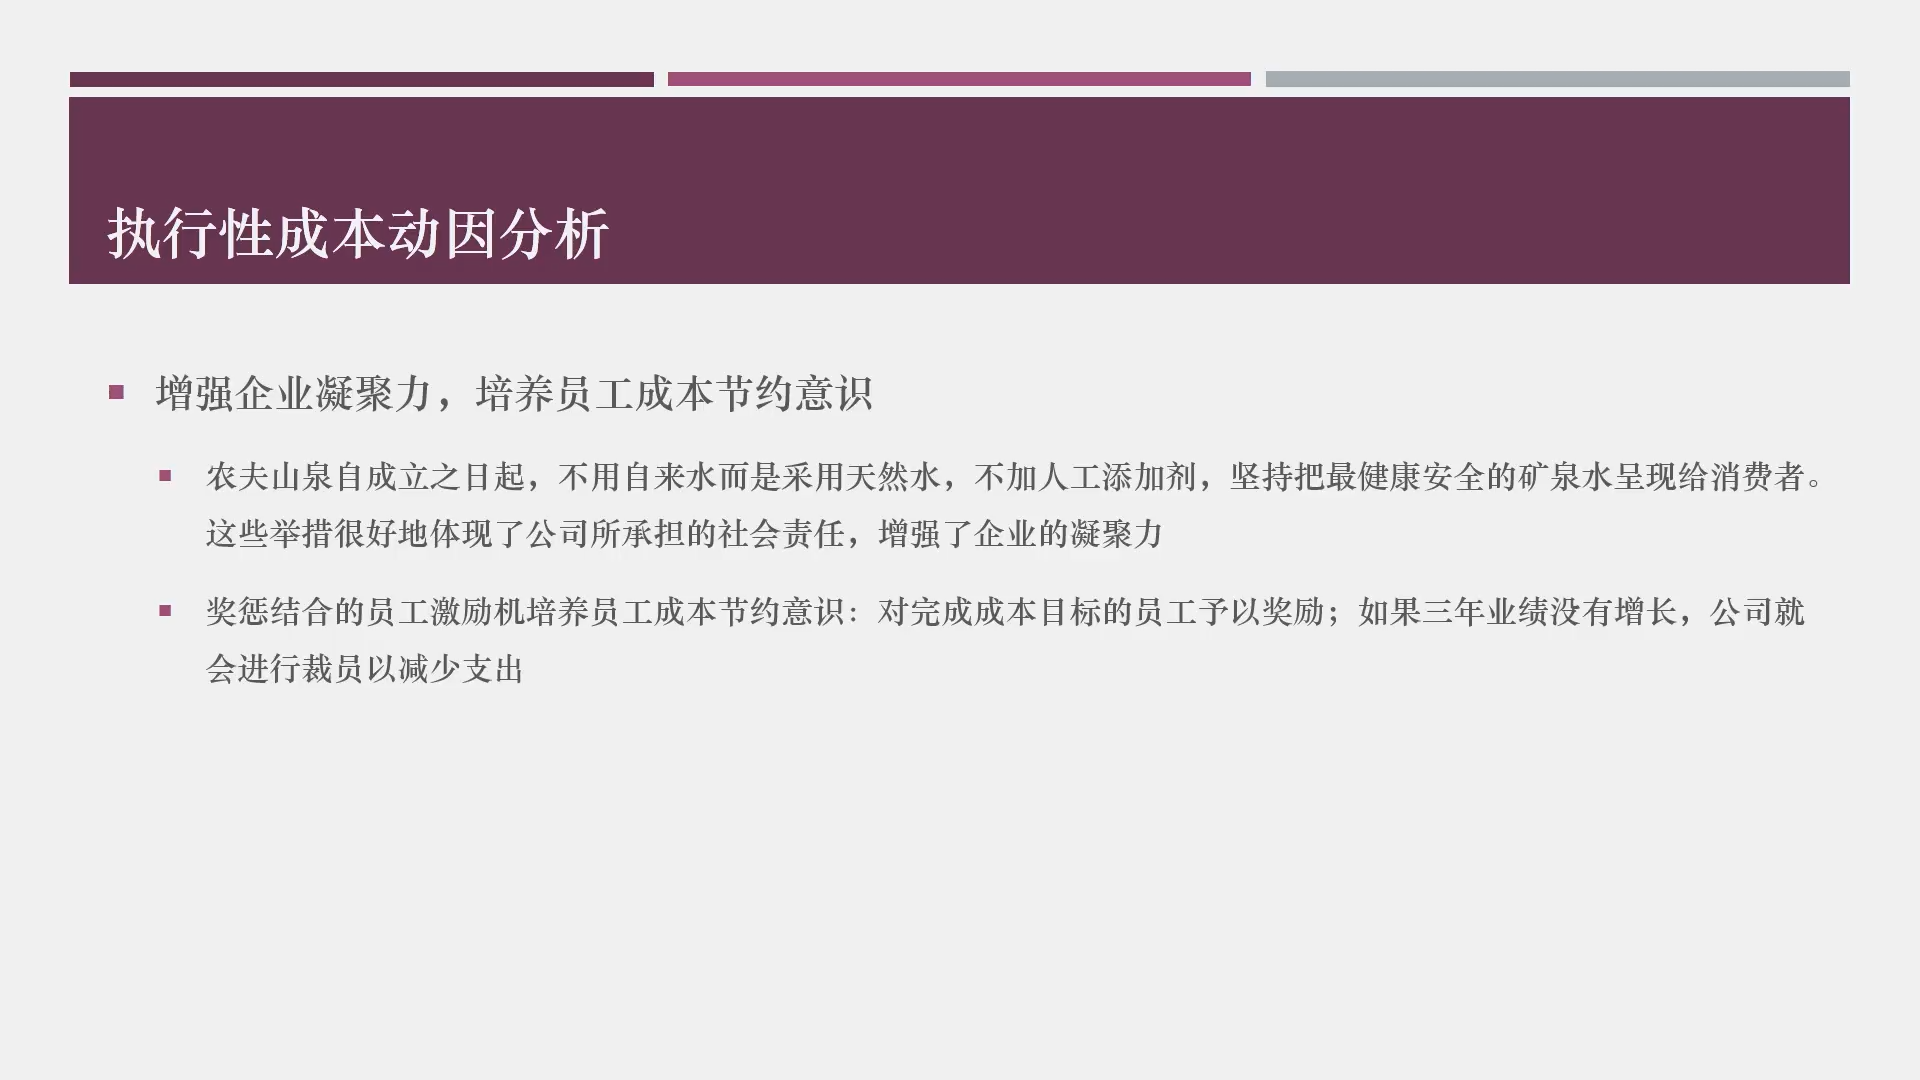 执行性成本动因分析
增强企业凝聚力，培养员工成本节约意识
农夫山泉自成立之日起，不用自来水而是采用天然水，不加人工添加剂，坚持把最健康安全的矿泉水呈现给消费者。
这些举措很好地体现了公司所承担的社会责任，增强了企业的凝聚力
奖惩结合的员工激励机培养员工成本节约意识：对完成成本目标的员工予以奖励；如果三年业绩没有增长，公司就
会进行裁员以减少支出